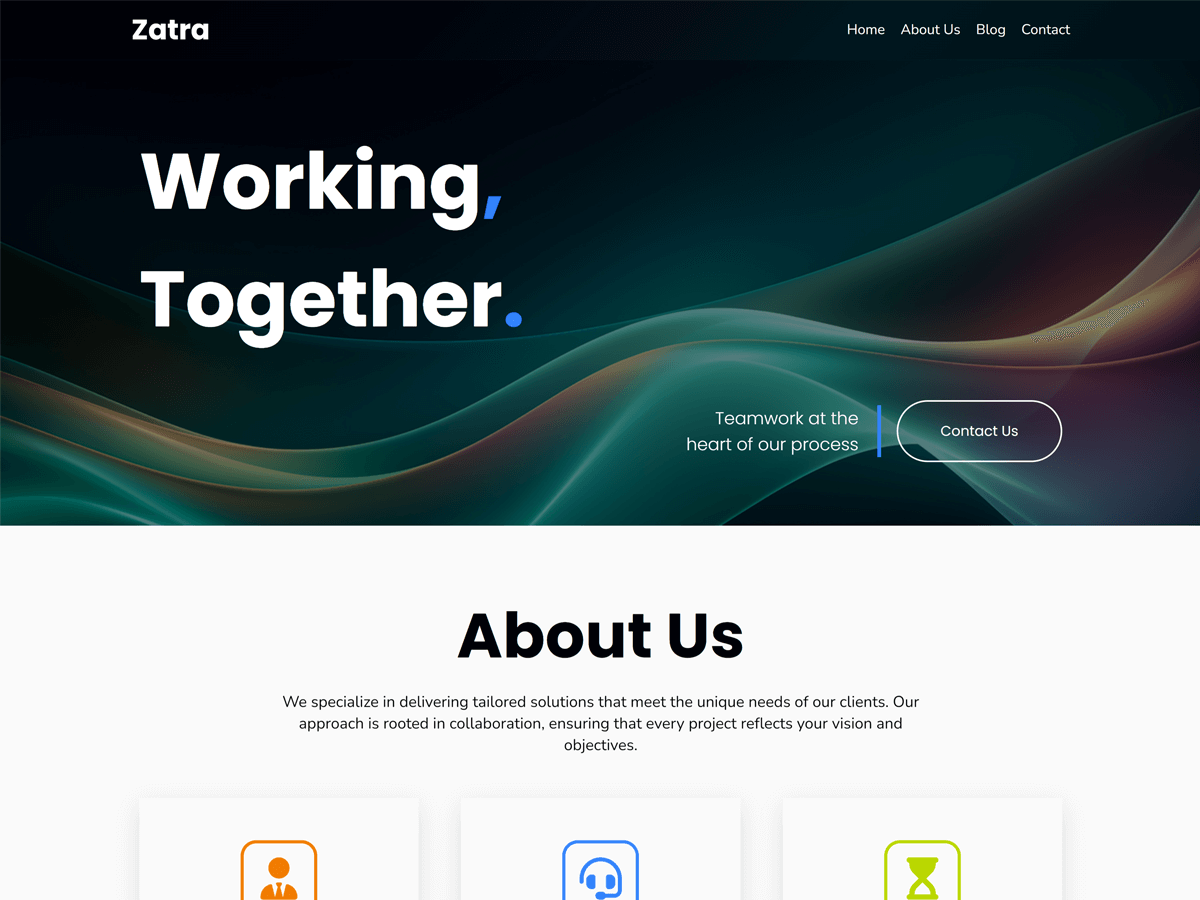 Zatra
Home
About Us
Blog
Contact
Working,
Together.
Teamwork at the
heart of our process
Contact Us
About Us
We specialize in delivering tailored solutions that meet the unique needs of our clients. Our
approach is rooted in collaboration, ensuring that every project reflects your vision and
objectives.